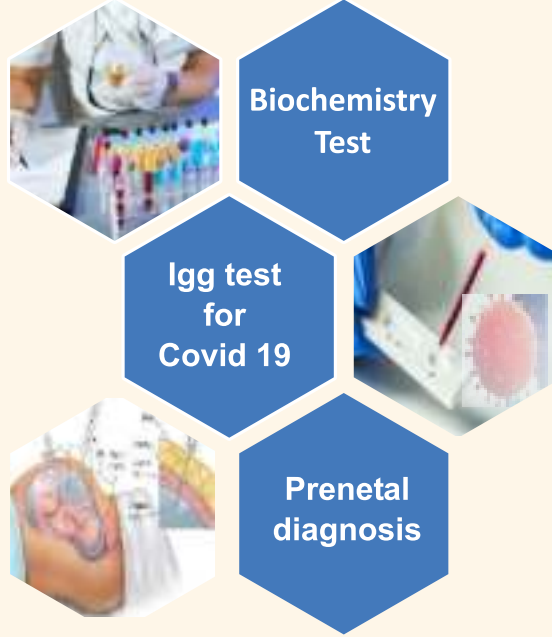 Biochemistry
Test
Igg test
for
Covid 19
Prenetal
diagnosis